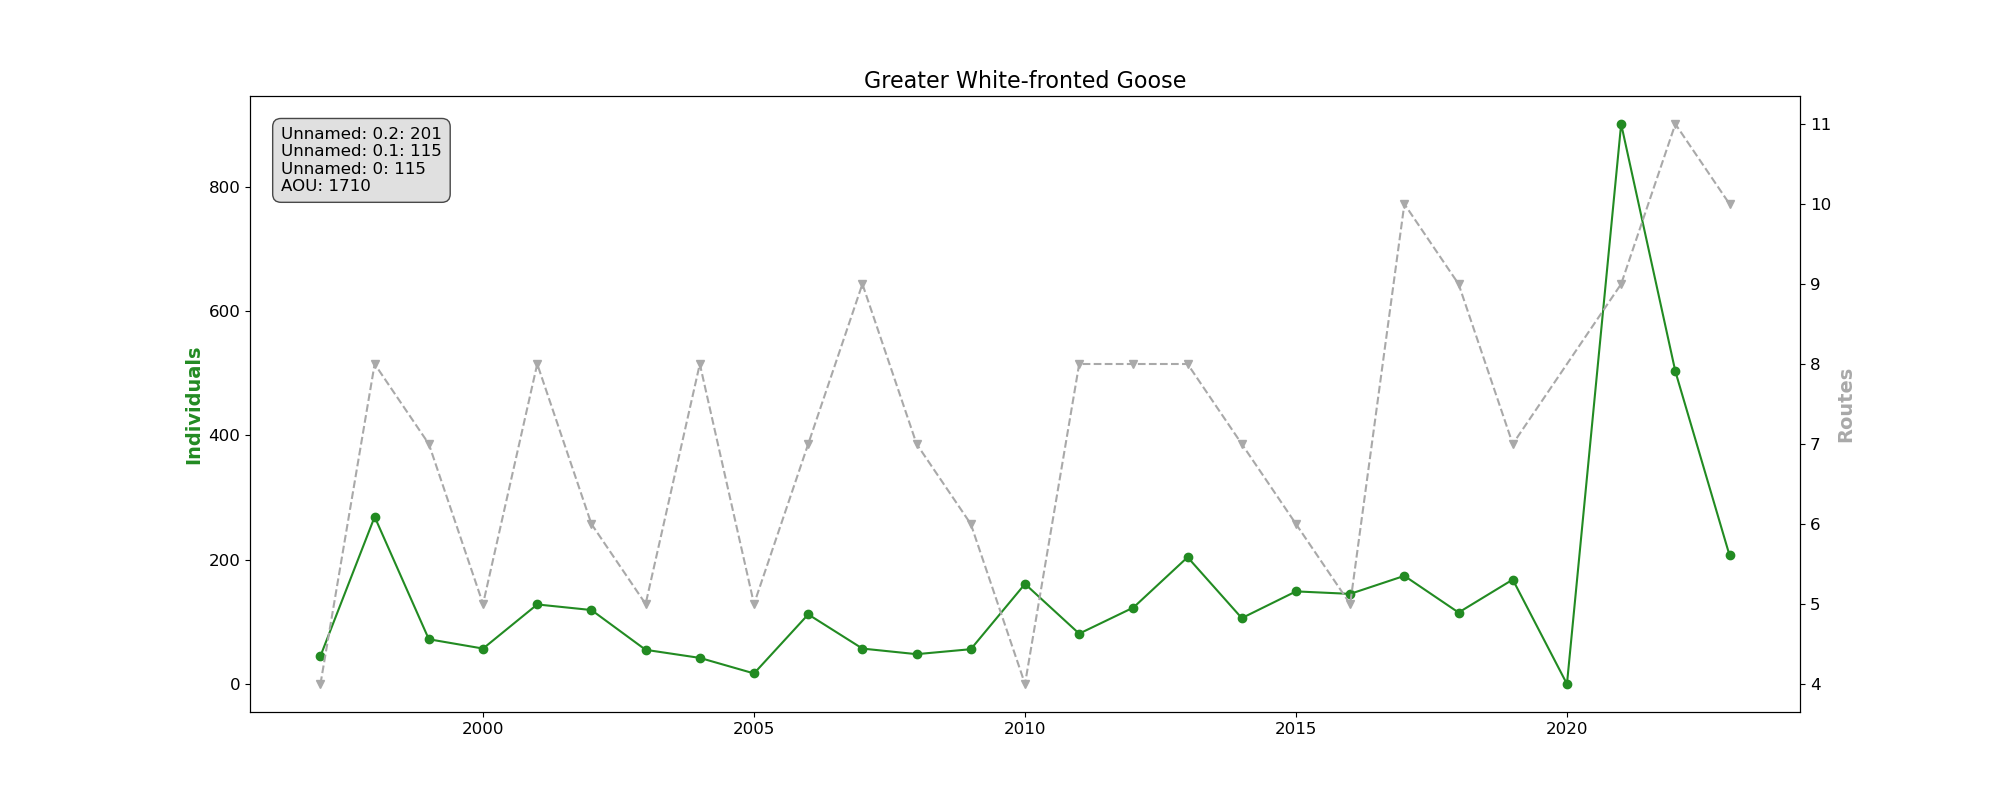 Greater White-fronted Goose
Unnamed: 0.2: 201
Unnamed: 0.1: 115
Unnamed: 0: 115
AOU: 1710
Individuals
800
600
400
200
0
11
10
9
8
7
6
5
4
Routes
2000 2005 2010 2015 2020